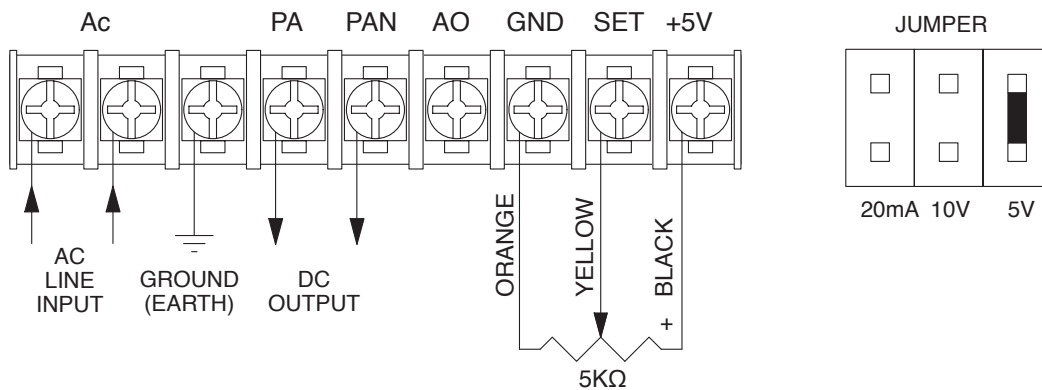 Ac PA PAN AO GND SET +5V
JUMPER
20mA 10V 5V
ORANGE
YELLOW
BLACK
+
AC
LINE
INPUT
GROUND
(EARTH)
DC
OUTPUT
5KΩ